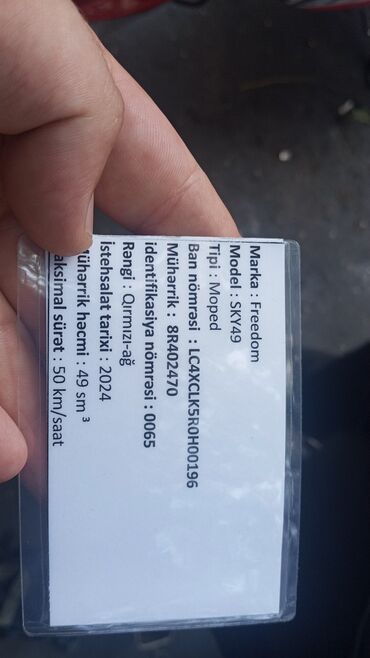 Marka : Freedom
Model : SKY49
Tipi : Moped
Ban nömrəsi : LC4XCLK5R0H00196
Mühərrik : 8R402470
identifikasiya nömrəsi : 0065
Rəngi : Qırmızı-ağ
İstehsalat tarixi : 2024
ühərrik həcmi : 49 sm ³
aksimal sürət : 50 km/saat